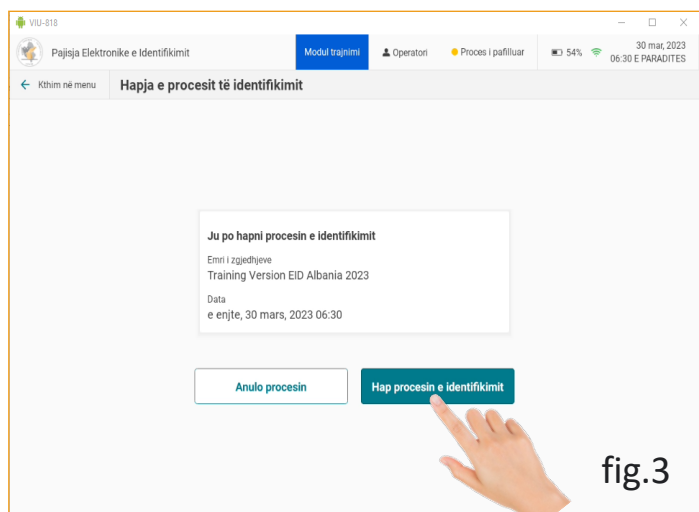 VIU-818
Pajisja Elektronike e Identifikimit
Modul trajnimi
Operatori
Proces i pafilluar
54%
30 mar, 2023
06:30 E PARADITES
Kthim në menu
Hapja e procesit të identifikimit
Ju po hapni procesin e identifikimit
Emri i zgjedhjeve
Training Version EID Albania 2023
Data
e enjte, 30 mars, 2023 06:30
Anulo procesin
Hap procesin e identifikimit
fig.3